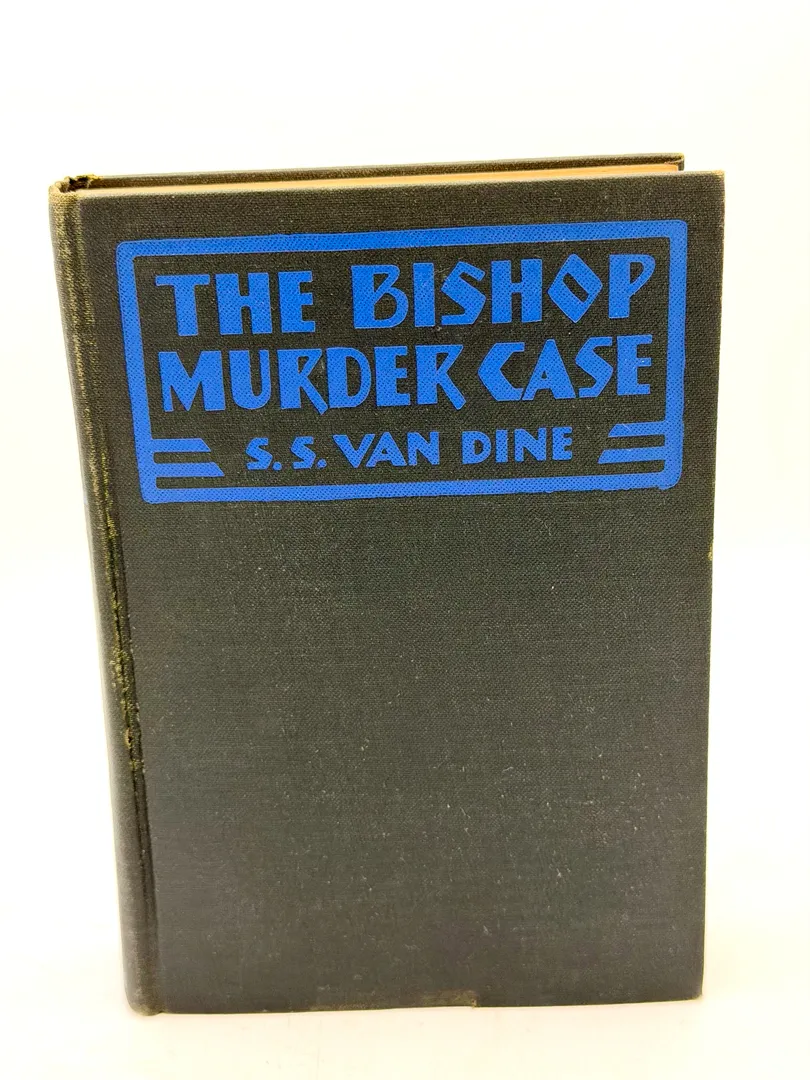 THE BISHOP
MURDER CASE
S. S. VAN DINE